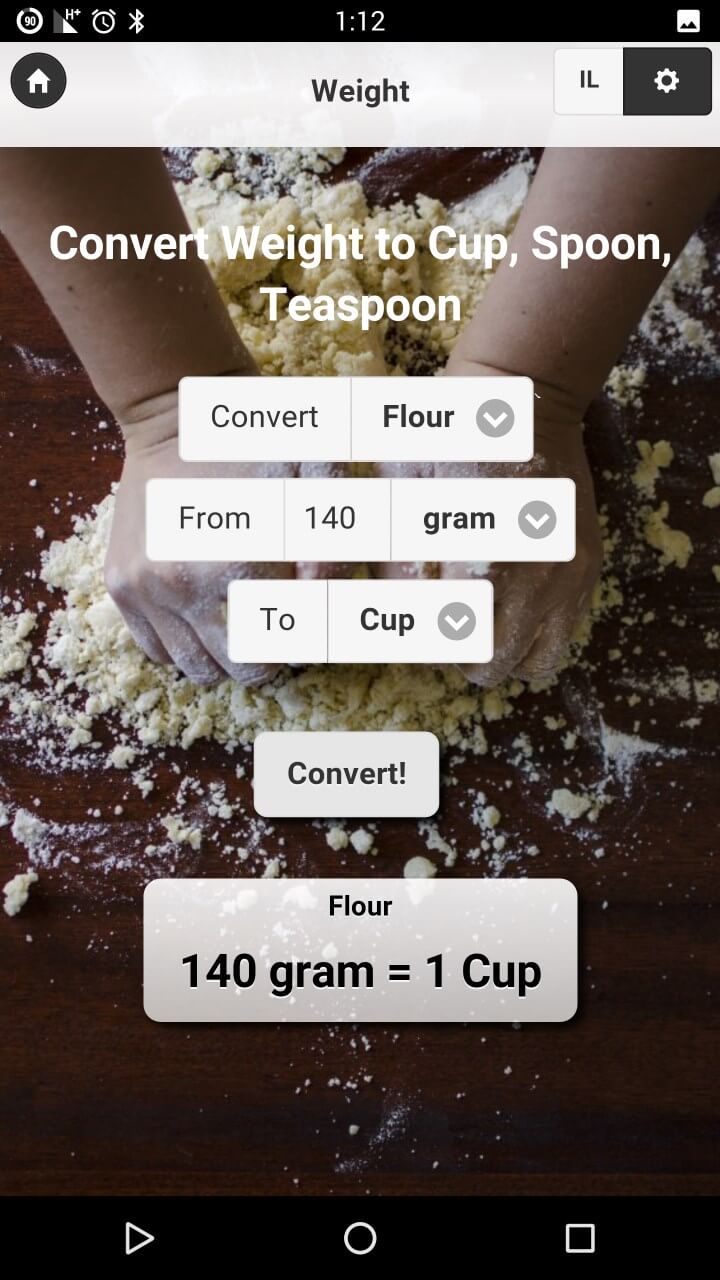 90 H+ 1:12
Weight
IL
Convert Weight to Cup, Spoon,
Teaspoon
Convert Flour
From 140 gram
To Cup
Convert!
Flour
140 gram = 1 Cup